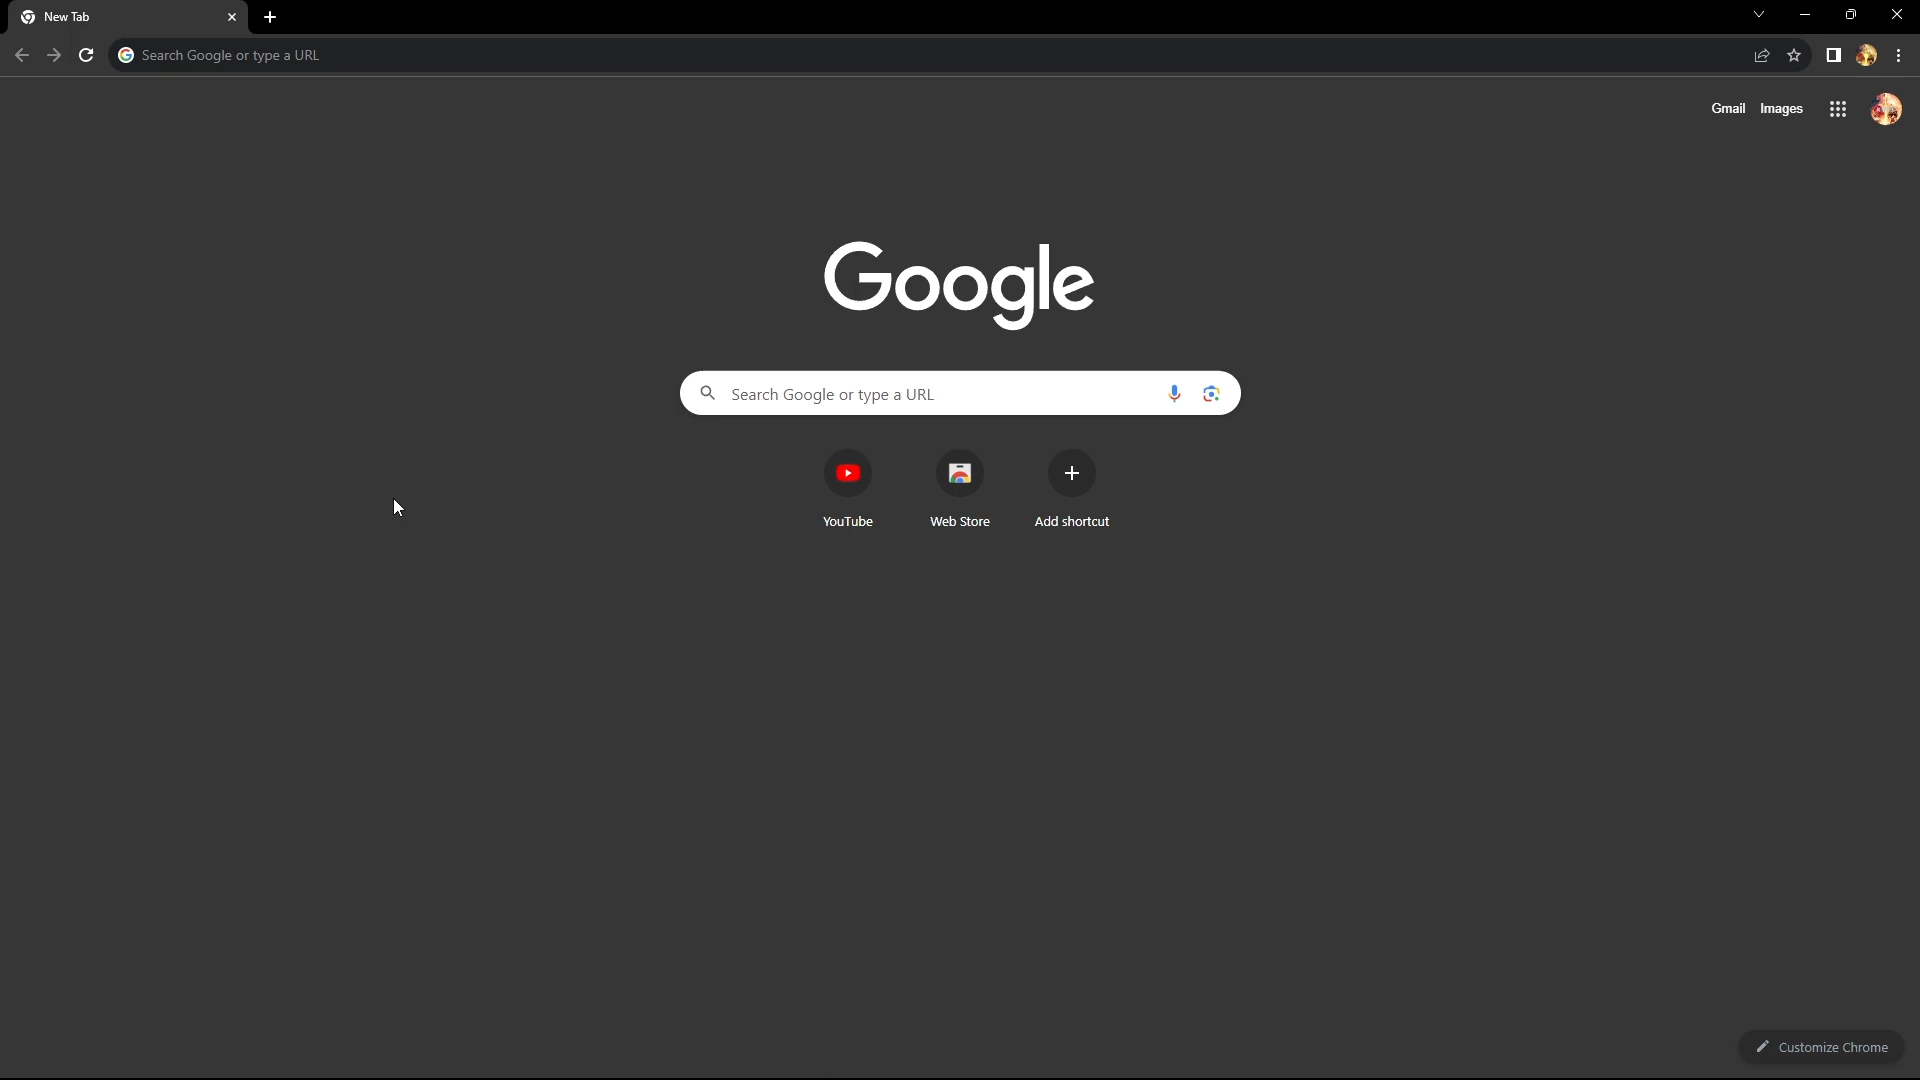 New Tab
Search Google or type a URL
Gmail Images
Google
Search Google or type a URL
YouTube Web Store Add shortcut
Customize Chrome